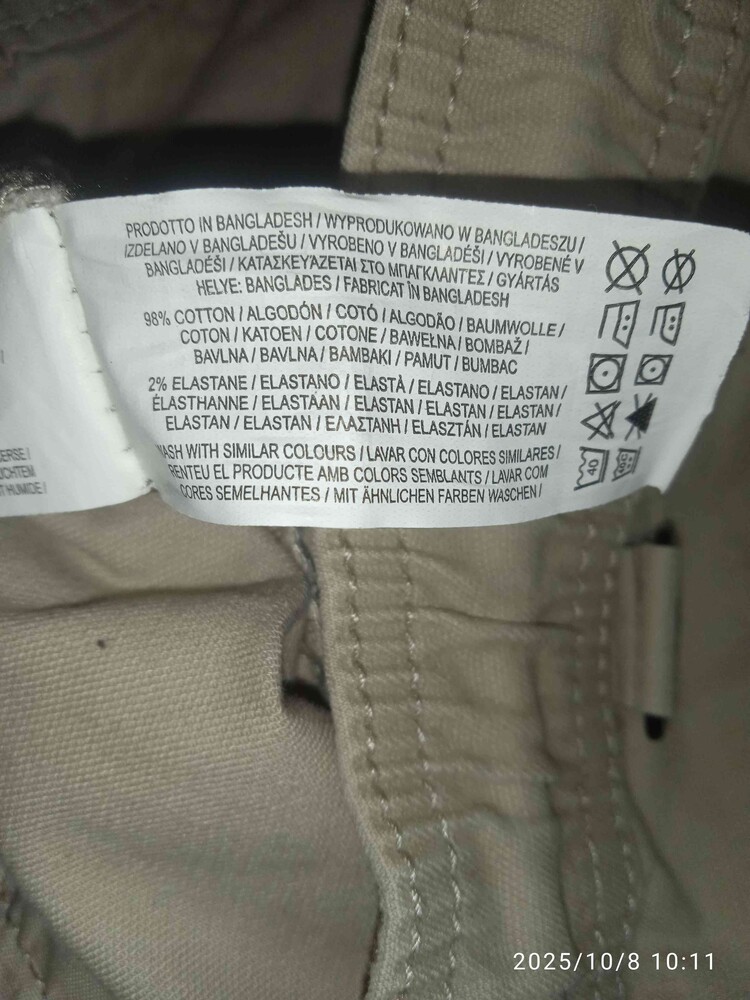 PRODOTTO IN BANGLADESH / WYPRODUKOWANO W BANGLADESZU /
IZDELANO V BANGLADEŠU / VYROBENO V BANGLADÉŠI / VYROBENÉ V
BANGLADÉŠI / ΚΑΤΑΣΚΕΥΑΖΕΤΑΙ ΣΤΟ ΜΠΑΓΚΛΑΝΤΕΣ / GYÁRTÁS
HELYE: BANGLADES / FABRICAT ÎN BANGLADESH
98% COTTON / ALGODÓN / COTÓ / ALGODÃO / BAUMWOLLE /
COTON / KATOEN / COTONE / BAWEŁNA / BOMBAŽ /
BAVLNA / BAVLNA / ΒΑΜΒΑΚΙ / PAMUT / BUMBAC
2% ELASTANE / ELASTANO / ELASTÀ / ELASTANO / ELASTAN /
ÉLASTHANNE / ELASTAAN / ELASTAN / ELASTAN / ELASTAN /
ELASTAN / ELASTAN / ΕΛΑΣΤΑΝΗ / ELASZTÁN / ELASTAN
WASH WITH SIMILAR COLOURS / LAVAR CON COLORES SIMILARES /
RENTEU EL PRODUCTE AMB COLORS SEMBLANTS / LAVAR COM
CORES SEMELHANTES / MIT ÄHNLICHEN FARBEN WASCHEN /
40
ERSE /
UCHTEM
T HUMIDE /
2025/10/8 10:11